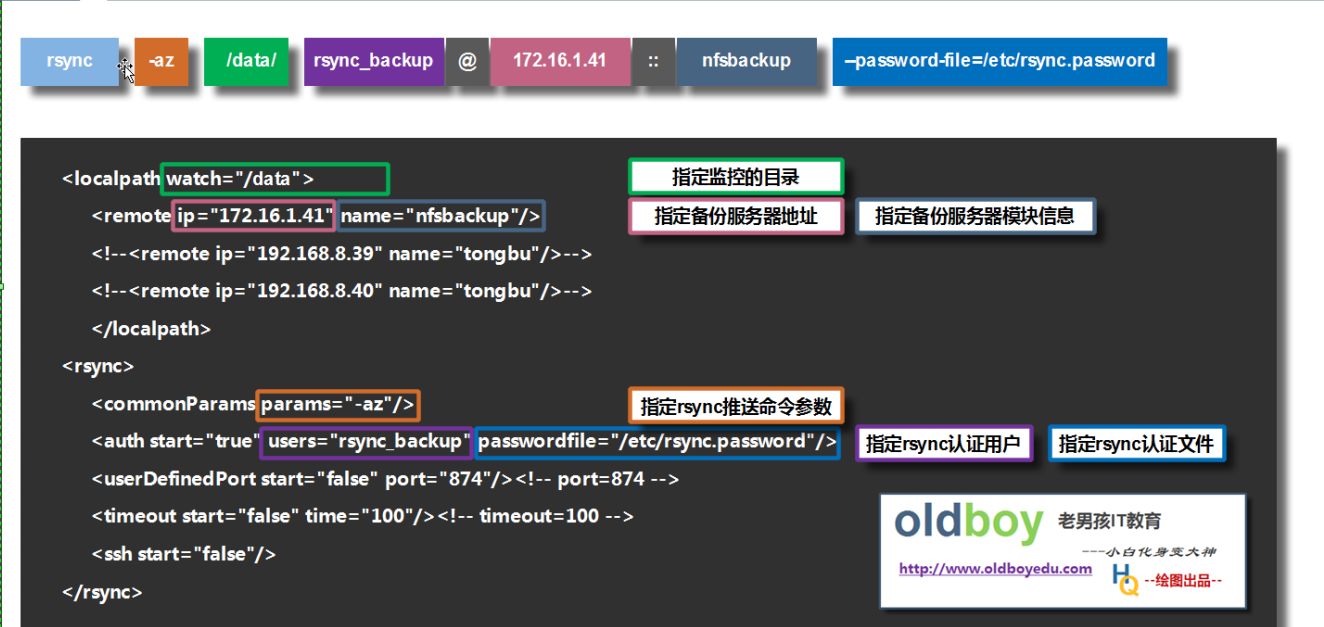 rsync -az /data/ rsync_backup @ 172.16.1.41 :: nfsbackup --password-file=/etc/rsync.password
<localpath watch="/data"> 指定监控的目录
<remote ip="172.16.1.41" name="nfsbackup"/> 指定备份服务器地址 指定备份服务器模块信息
<!--<remote ip="192.168.8.39" name="tongbu"/>-->
<!--<remote ip="192.168.8.40" name="tongbu"/>-->
</localpath>
<rsync>
<commonParams params="-az"/> 指定rsync推送命令参数
<auth start="true" users="rsync_backup" passwordfile="/etc/rsync.password"/> 指定rsync认证用户 指定rsync认证文件
<userDefinedPort start="false" port="874"/><!-- port=874 -->
<timeout start="false" time="100"/><!-- timeout=100 -->
<ssh start="false"/>
</rsync>
oldboy 老男孩IT教育
---小白化身变大神
http://www.oldboyedu.com HQ --绘图出品--